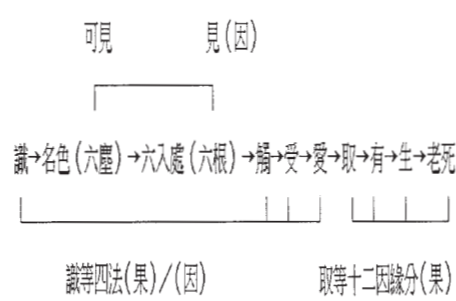 可見 見(因)
識→名色(六塵)→六入處(六根)→觸→受→愛→取→有→生→老死
識等四法(果)/(因) 取等十二因緣分(果)